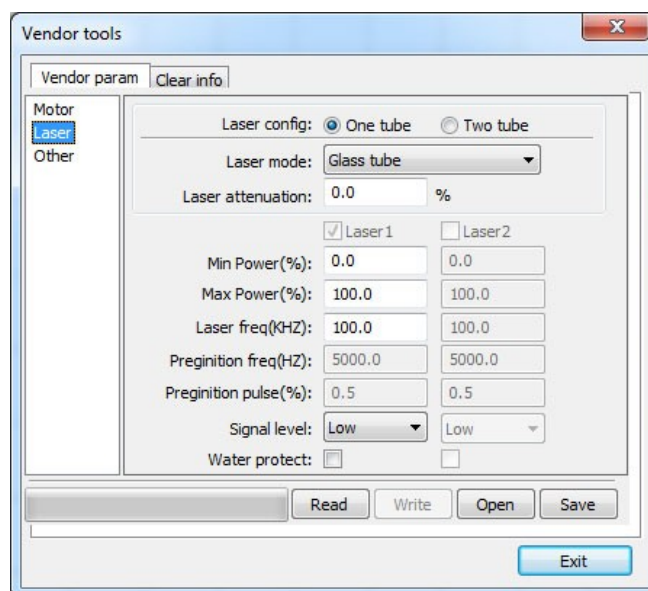 Vendor tools
Vendor param Clear info
Motor
Laser
Other
Laser config: One tube Two tube
Laser mode: Glass tube
Laser attenuation: 0.0 %
Laser1 Laser2
Min Power(%): 0.0 0.0
Max Power(%): 100.0 100.0
Laser freq(KHZ): 100.0 100.0
Preginition freq(HZ): 5000.0 5000.0
Preginition pulse(%): 0.5 0.5
Signal level: Low Low
Water protect:
Read Write Open Save
Exit